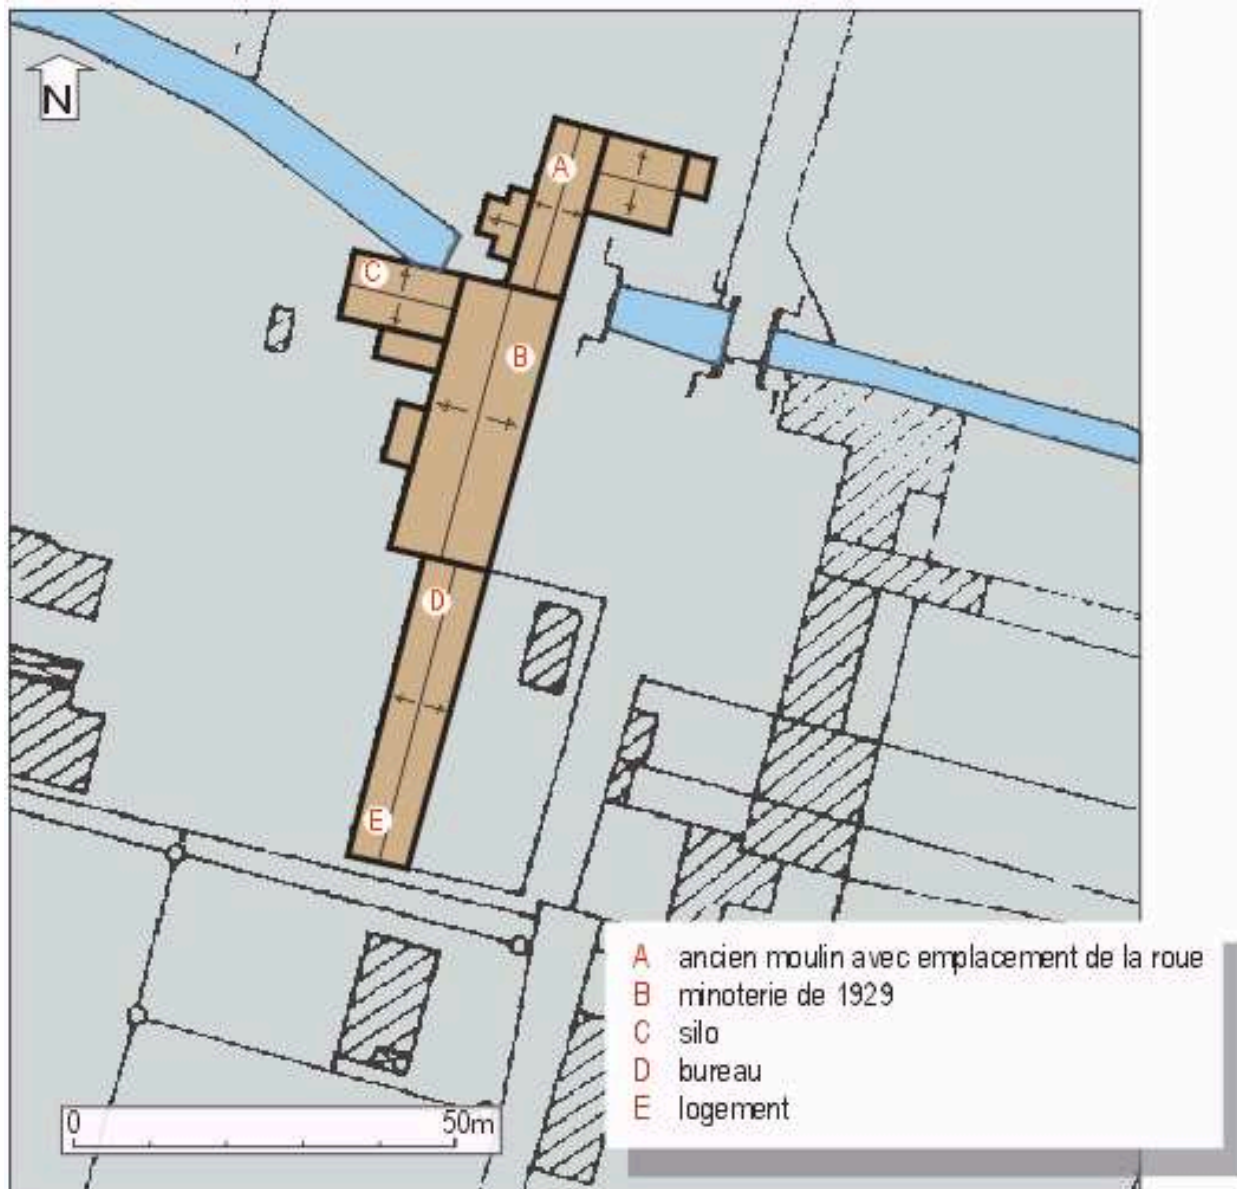 N
A
C
B
D
E
A ancien moulin avec emplacement de la roue
B minoterie de 1929
C silo
D bureau
E logement
0 50m